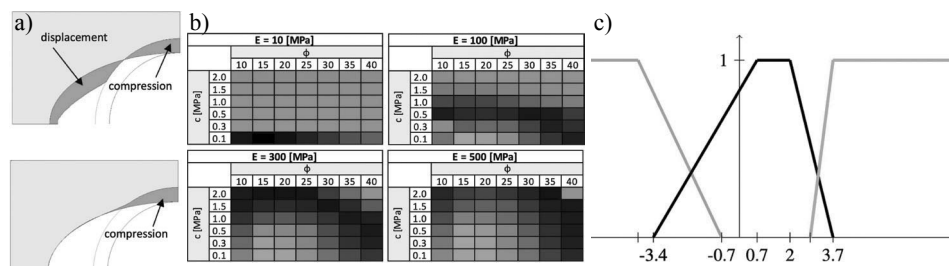 a)
displacement
compression
compression
b)
E = 10 [MPa]
ϕ
10 15 20 25 30 35 40
c [MPa]
2.0
1.5
1.0
0.5
0.3
0.1
E = 100 [MPa]
ϕ
10 15 20 25 30 35 40
c [MPa]
2.0
1.5
1.0
0.5
0.3
0.1
E = 300 [MPa]
ϕ
10 15 20 25 30 35 40
c [MPa]
2.0
1.5
1.0
0.5
0.3
0.1
E = 500 [MPa]
ϕ
10 15 20 25 30 35 40
c [MPa]
2.0
1.5
1.0
0.5
0.3
0.1
c)
1
-3.4 -0.7 0.7 2 3.7